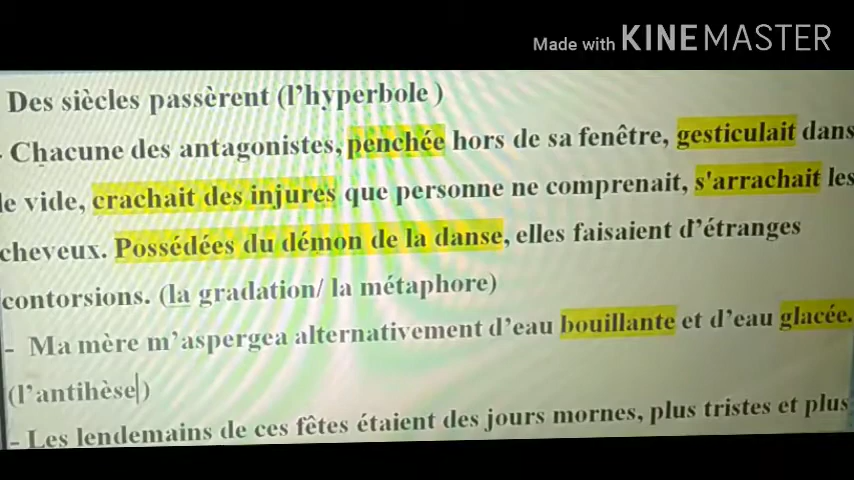 Made with KINEMASTER
Des siècles passèrent (l'hyperbole )
- Chacune des antagonistes, penchée hors de sa fenêtre, gesticulait dans
le vide, crachait des injures que personne ne comprenait, s'arrachait les
cheveux. Possédées du démon de la danse, elles faisaient d'étranges
contorsions. (la gradation/ la métaphore)
- Ma mère m'aspergea alternativement d'eau bouillante et d'eau glacée.
(l'antihèse)
- Les lendemains de ces fêtes étaient des jours mornes, plus tristes et plus